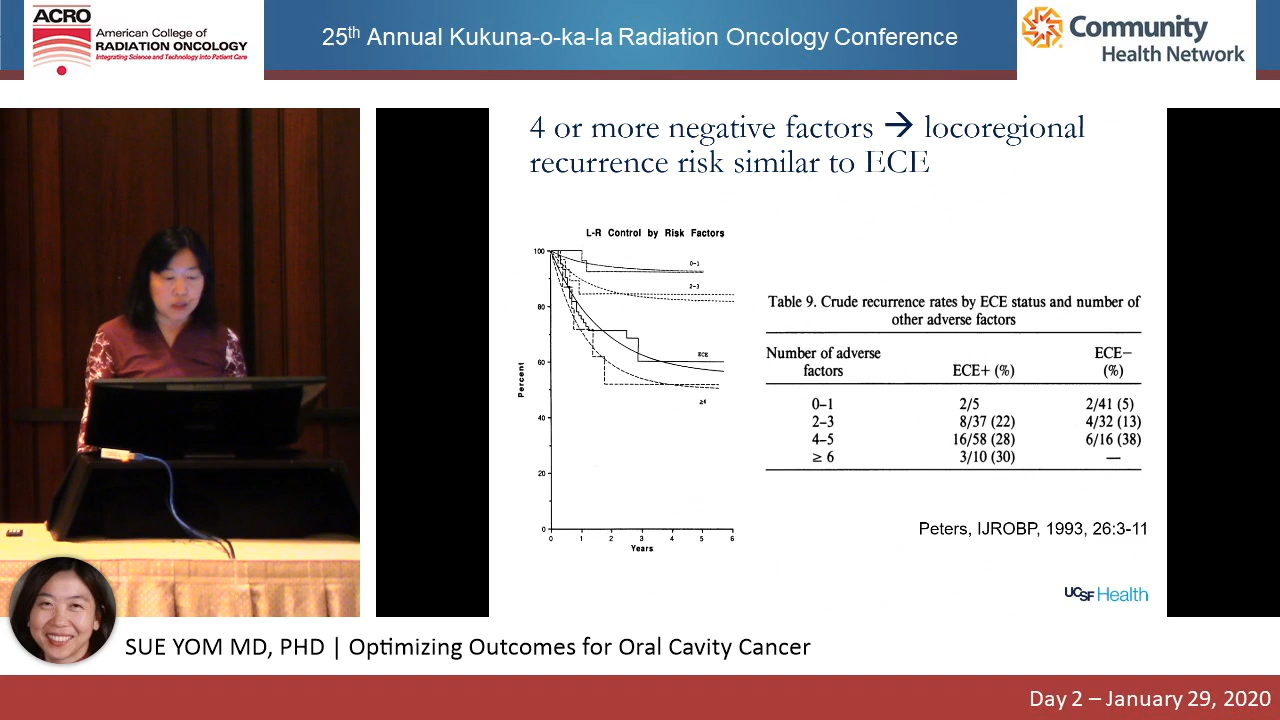 ACRO
American College of
RADIATION ONCOLOGY
Integrating Science and Technology Into Patient Care
25th Annual Kukuna-o-ka-la Radiation Oncology Conference
Community
Health Network
4 or more negative factors → locoregional
recurrence risk similar to ECE
L-R Control by Risk Factors
100
80
60
40
20
0
Percent
0-1
2-3
ECE
≥4
0 1 2 3 4 5 6
Years
Table 9. Crude recurrence rates by ECE status and number of
other adverse factors
Number of adverse factors ECE+ (%) ECE− (%)
0–1 2/5 2/41 (5)
2–3 8/37 (22) 4/32 (13)
4–5 16/58 (28) 6/16 (38)
≥ 6 3/10 (30) —
Peters, IJROBP, 1993, 26:3-11
UCSF Health
SUE YOM MD, PHD | Optimizing Outcomes for Oral Cavity Cancer
Day 2 – January 29, 2020